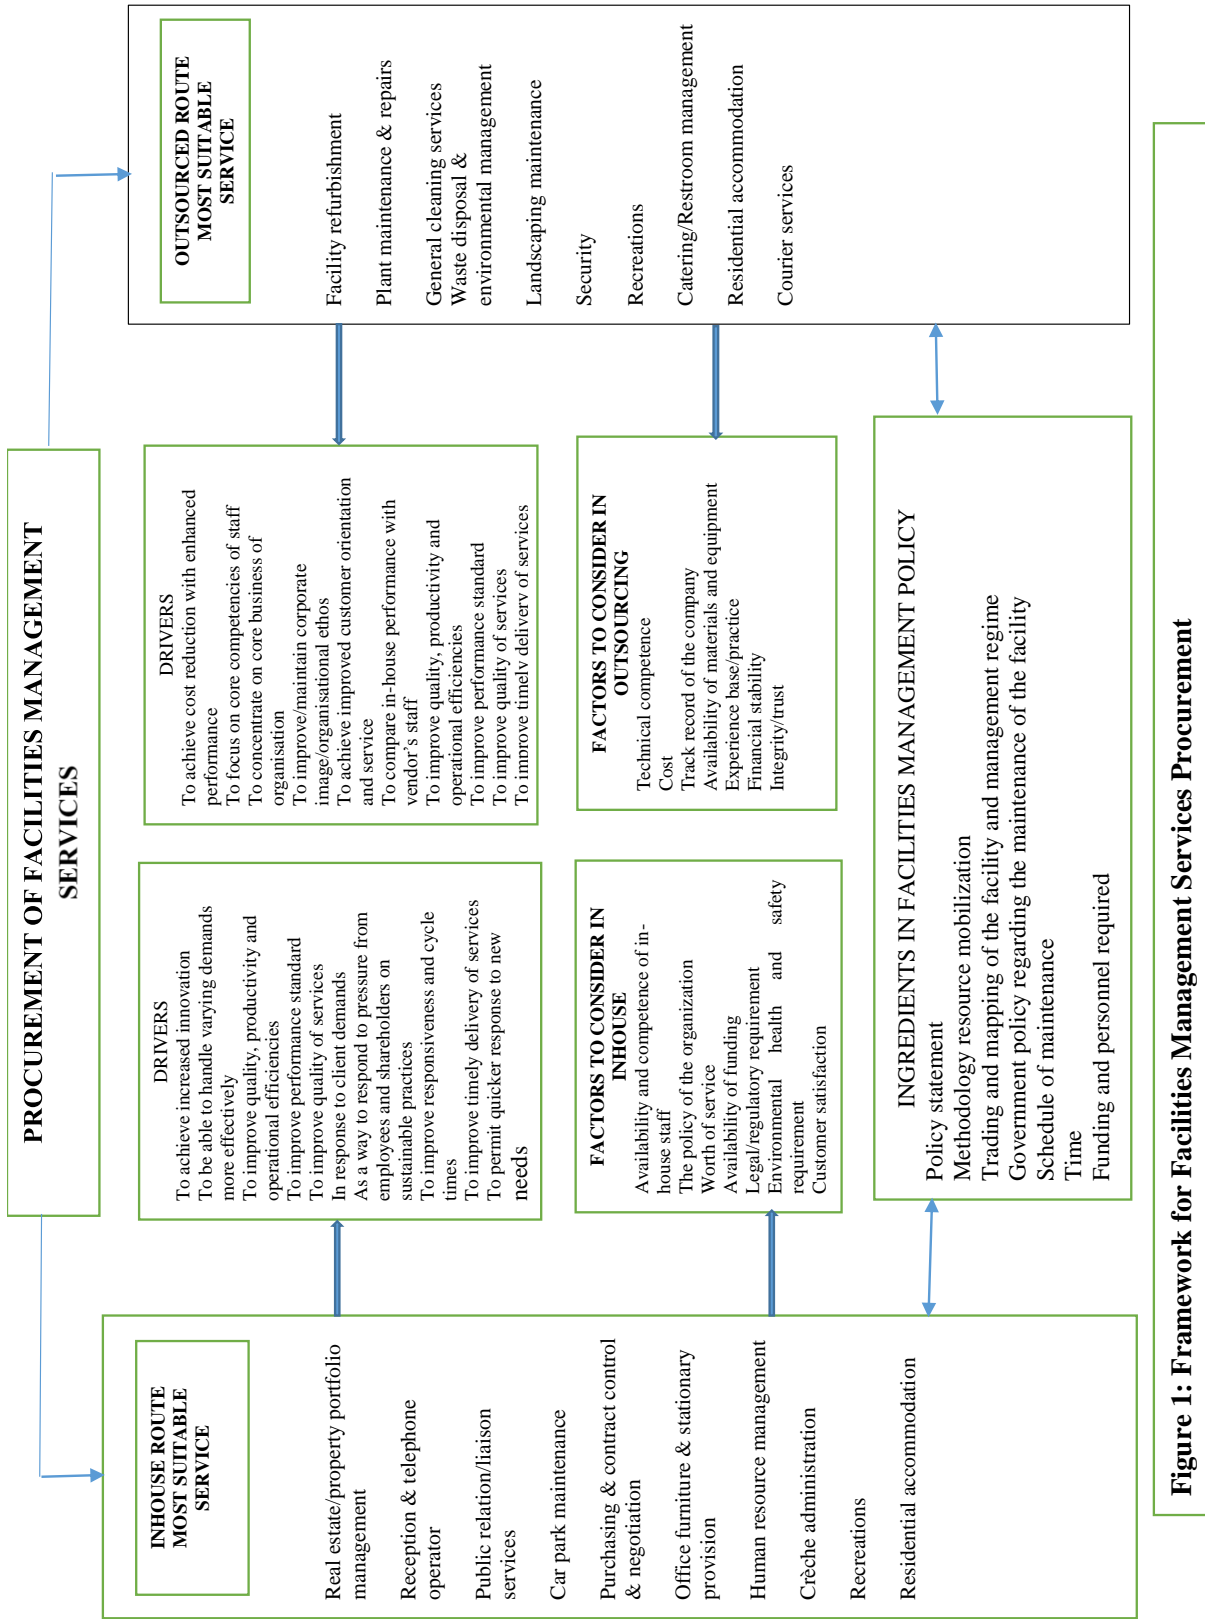 PROCUREMENT OF FACILITIES MANAGEMENT
SERVICES
INHOUSE ROUTE
MOST SUITABLE
SERVICE
Real estate/property portfolio
management
Reception & telephone
operator
Public relation/liaison
services
Car park maintenance
Purchasing & contract control
& negotiation
Office furniture & stationary
provision
Human resource management
Crèche administration
Recreations
Residential accommodation
DRIVERS
To achieve increased innovation
To be able to handle varying demands
more effectively
To improve quality, productivity and
operational efficiencies
To improve performance standard
To improve quality of services
In response to client demands
As a way to respond to pressure from
employees and shareholders on
sustainable practices
To improve responsiveness and cycle
times
To improve timely delivery of services
To permit quicker response to new
needs
DRIVERS
To achieve cost reduction with enhanced
performance
To focus on core competencies of staff
To concentrate on core business of
organisation
To improve/maintain corporate
image/organisational ethos
To achieve improved customer orientation
and service
To compare in-house performance with
vendor's staff
To improve quality, productivity and
operational efficiencies
To improve performance standard
To improve quality of services
To improve timely delivery of services
OUTSOURCED ROUTE
MOST SUITABLE
SERVICE
Facility refurbishment
Plant maintenance & repairs
General cleaning services
Waste disposal &
environmental management
Landscaping maintenance
Security
Recreations
Catering/Restroom management
Residential accommodation
Courier services
FACTORS TO CONSIDER IN
INHOUSE
Availability and competence of in-
house staff
The policy of the organization
Worth of service
Availability of funding
Legal/regulatory requirement
Environmental health and safety
requirement
Customer satisfaction
FACTORS TO CONSIDER IN
OUTSOURCING
Technical competence
Cost
Track record of the company
Availability of materials and equipment
Experience base/practice
Financial stability
Integrity/trust
INGREDIENTS IN FACILITIES MANAGEMENT POLICY
Policy statement
Methodology resource mobilization
Trading and mapping of the facility and management regime
Government policy regarding the maintenance of the facility
Schedule of maintenance
Time
Funding and personnel required
Figure 1: Framework for Facilities Management Services Procurement